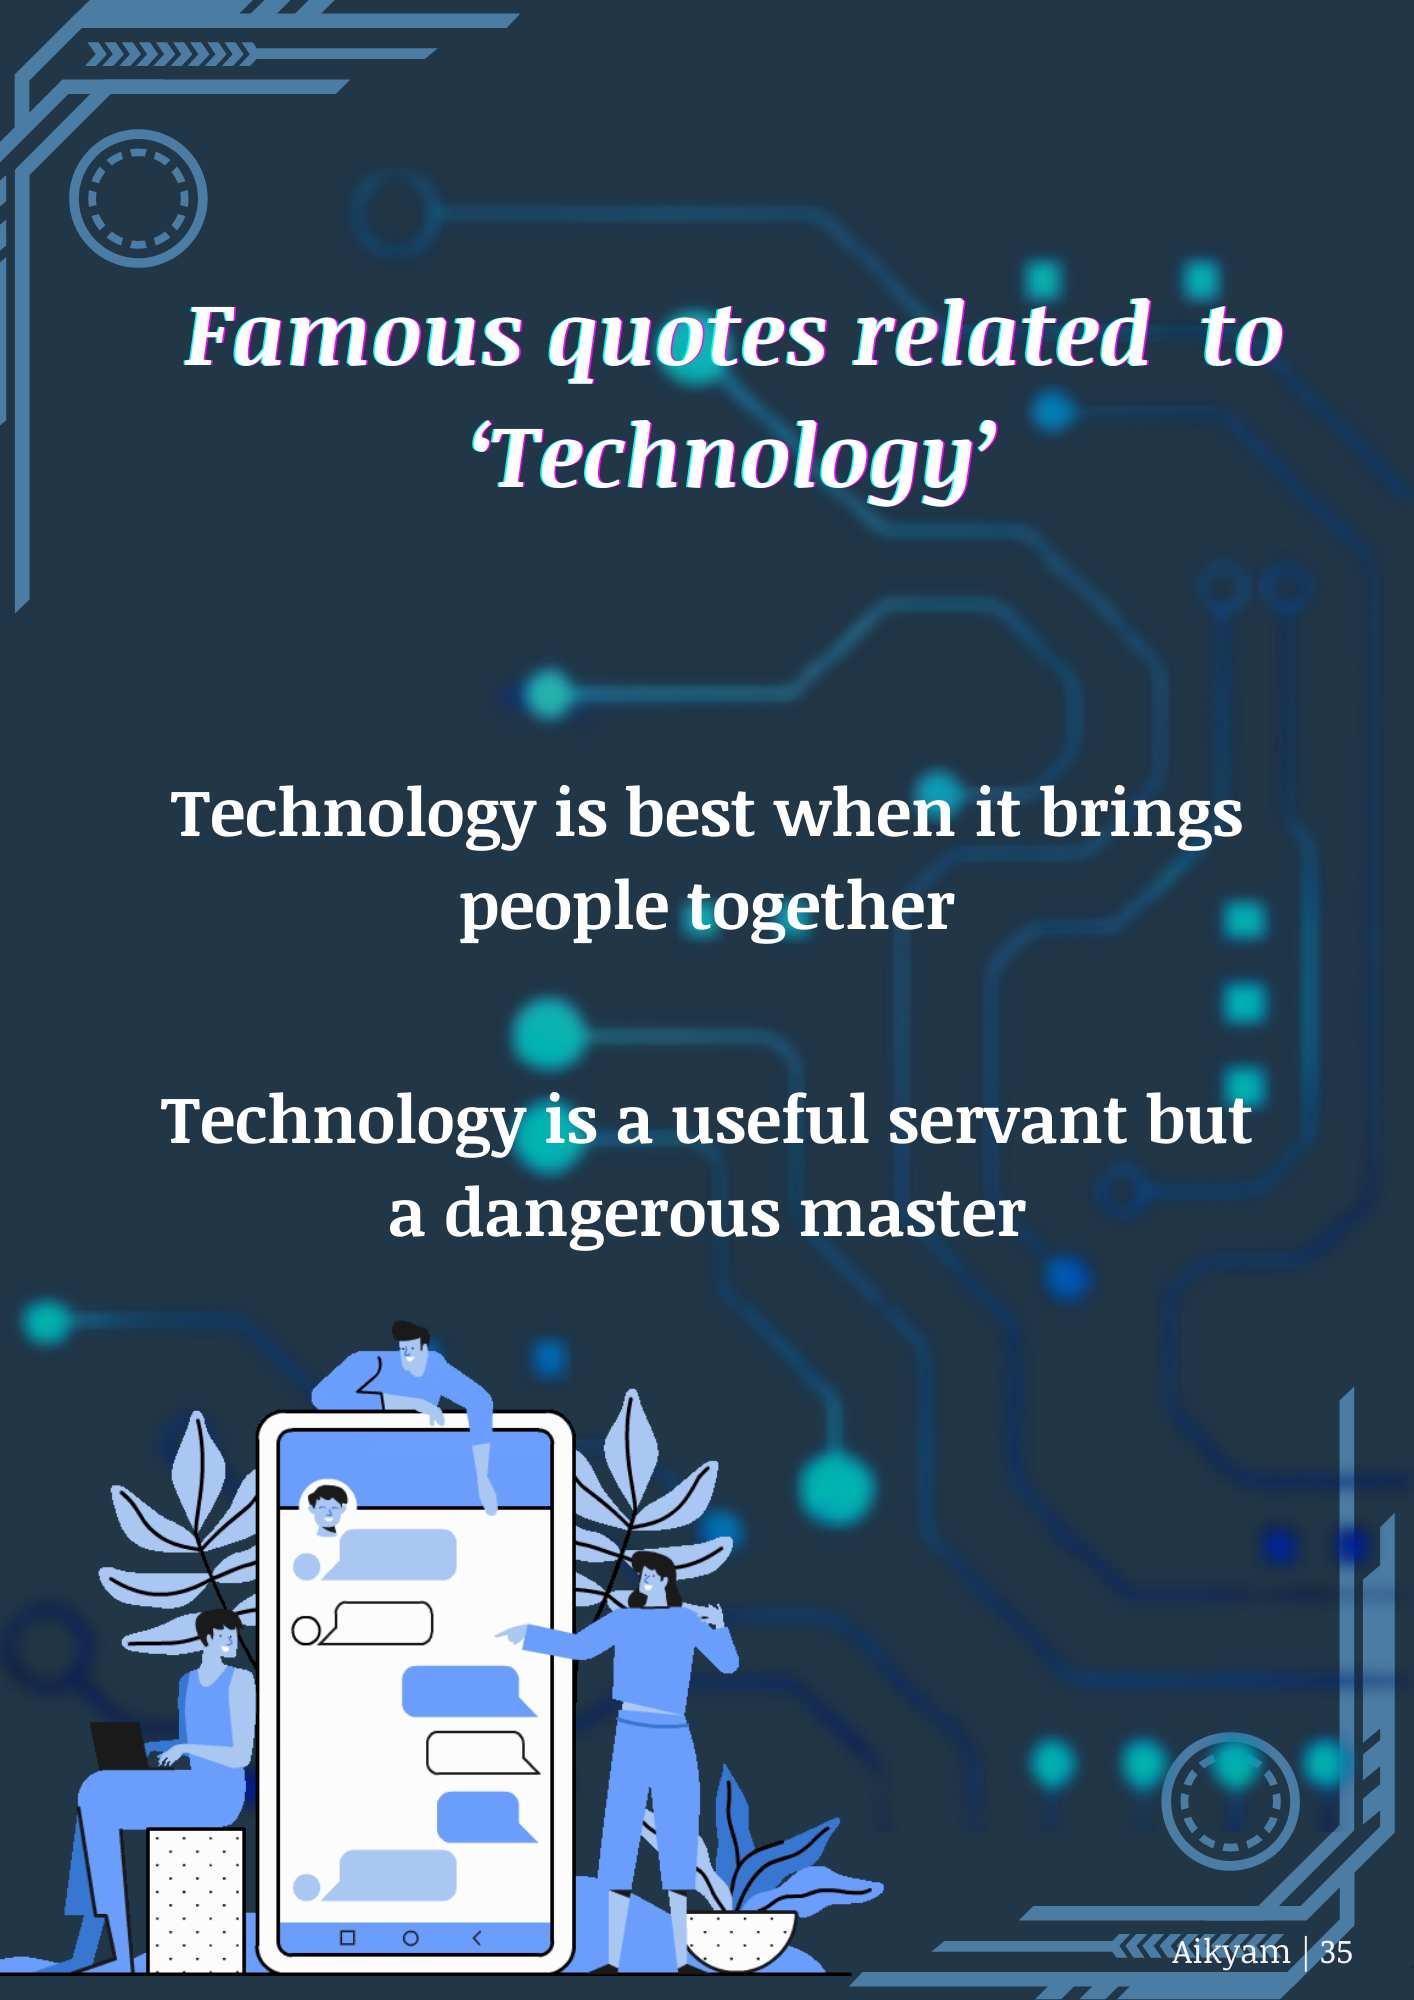 Famous quotes related to
‘Technology’
Technology is best when it brings
people together
Technology is a useful servant but
a dangerous master
Aikyam | 35